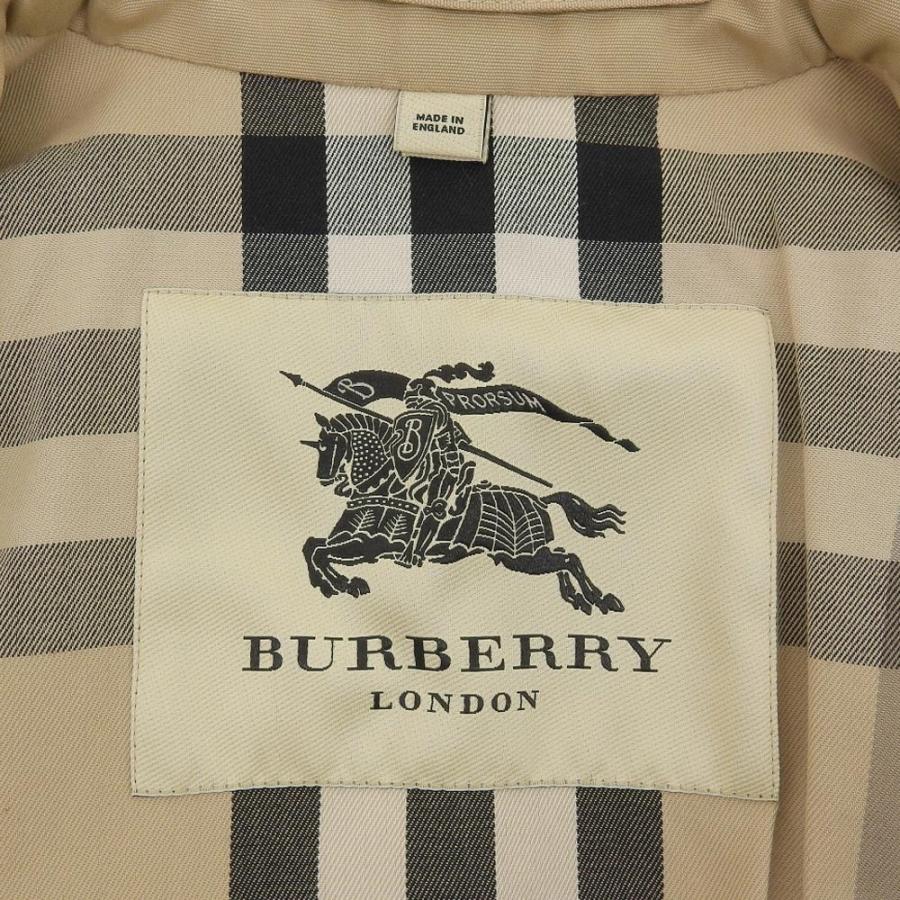 MADE IN
ENGLAND
B PRORSUM
B
BURBERRY
LONDON